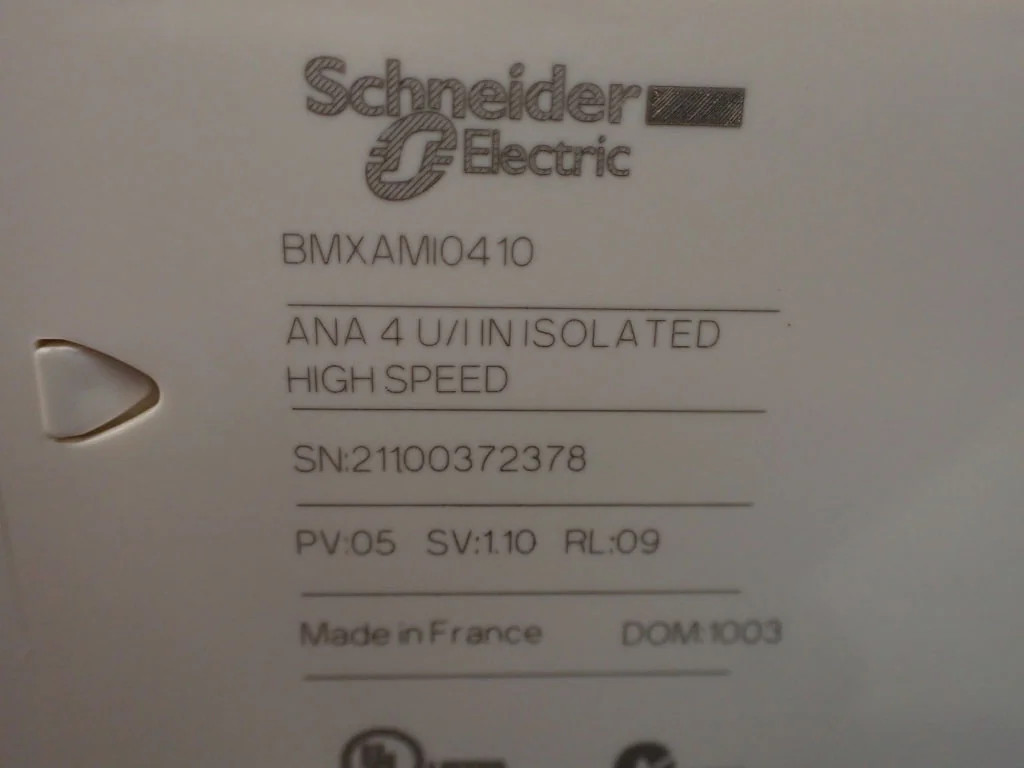 Schneider
Electric
BMXAMI0410
ANA 4 U/I IN ISOLATED
HIGH SPEED
SN:21100372378
PV:05 SV:1.10 RL:09
Made in France DOM:1003